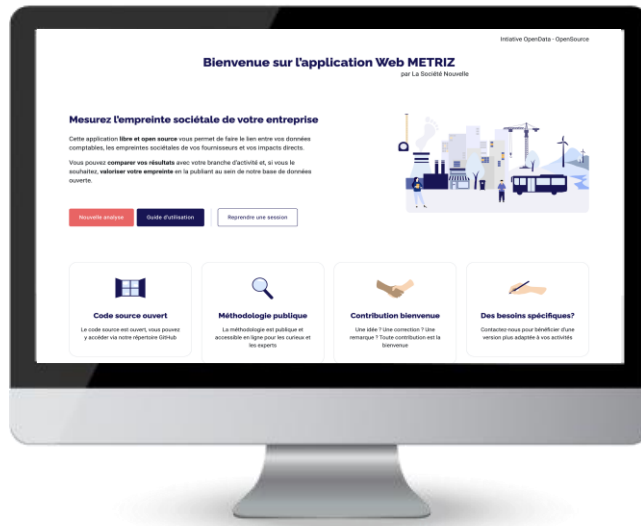 Initiative OpenData - OpenSource
Bienvenue sur l'application Web METRIZ
par La Société Nouvelle
Mesurez l'empreinte sociétale de votre entreprise
Cette application libre et open source vous permet de faire le lien entre vos données
comptables, les empreintes sociétales de vos fournisseurs et vos impacts directs.
Vous pouvez comparer vos résultats avec votre branche d'activité et, si vous le
souhaitez, valoriser votre empreinte en la publiant au sein de notre base de données
ouverte.
Nouvelle analyse
Guide d'utilisation
Reprendre une session
Code source ouvert
Le code source est ouvert, vous pouvez
y accéder via notre répertoire GitHub
Méthodologie publique
La méthodologie est publique et
accessible en ligne pour les curieux et
les experts
Contribution bienvenue
Une idée ? Une correction ? Une
remarque ? Toute contribution est la
bienvenue
Des besoins spécifiques?
Contactez-nous pour bénéficier d'une
version plus adaptée à vos activités